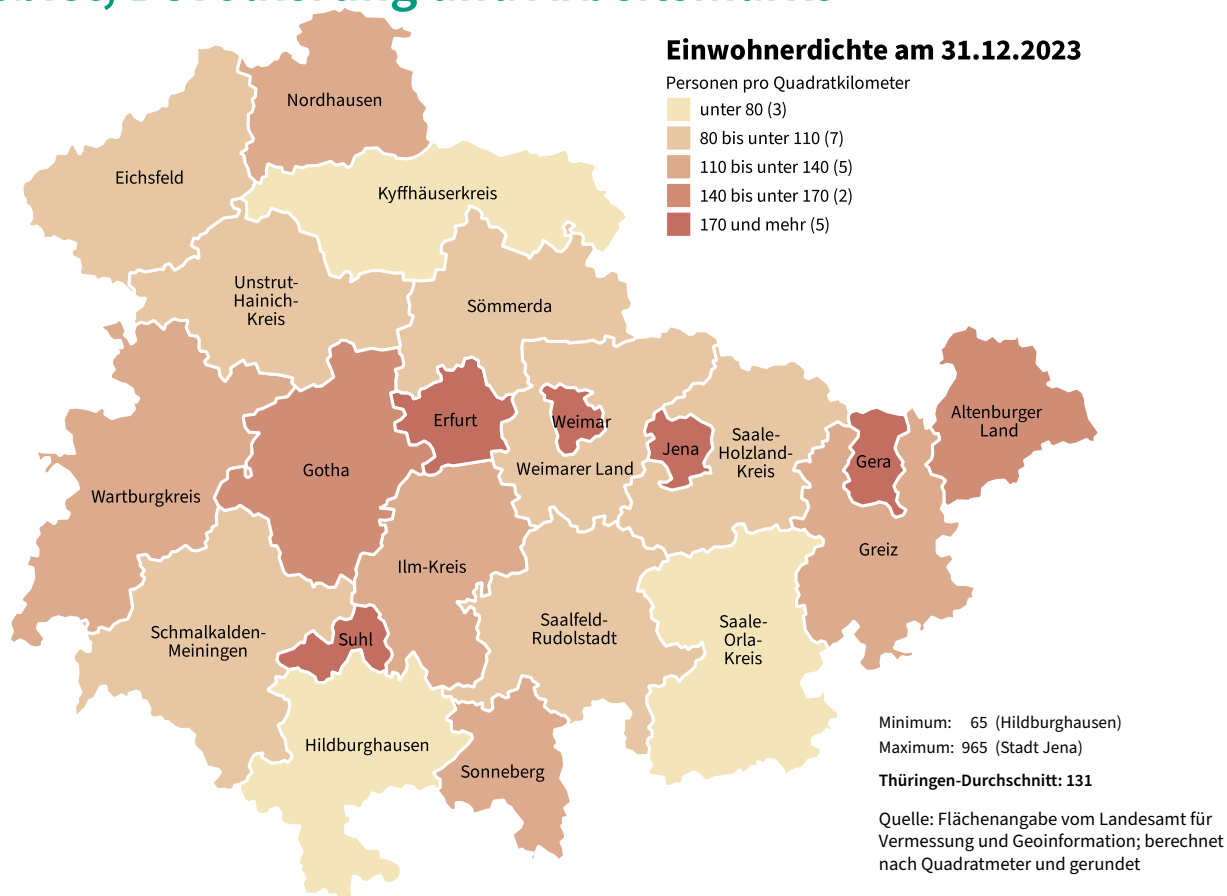 Einwohnerdichte am 31.12.2023
Personen pro Quadratkilometer
unter 80 (3)
80 bis unter 110 (7)
110 bis unter 140 (5)
140 bis unter 170 (2)
170 und mehr (5)
Nordhausen
Eichsfeld
Kyffhäuserkreis
Unstrut-
Hainich-
Kreis
Sömmerda
Erfurt
Weimar
Jena
Saale-
Holzland-
Kreis
Gera
Altenburger
Land
Gotha
Weimarer Land
Wartburgkreis
Greiz
Ilm-Kreis
Schmalkalden-
Meiningen
Suhl
Saalfeld-
Rudolstadt
Saale-
Orla-
Kreis
Hildburghausen
Sonneberg
Minimum: 65 (Hildburghausen)
Maximum: 965 (Stadt Jena)
Thüringen-Durchschnitt: 131
Quelle: Flächenangabe vom Landesamt für
Vermessung und Geoinformation; berechnet
nach Quadratmeter und gerundet